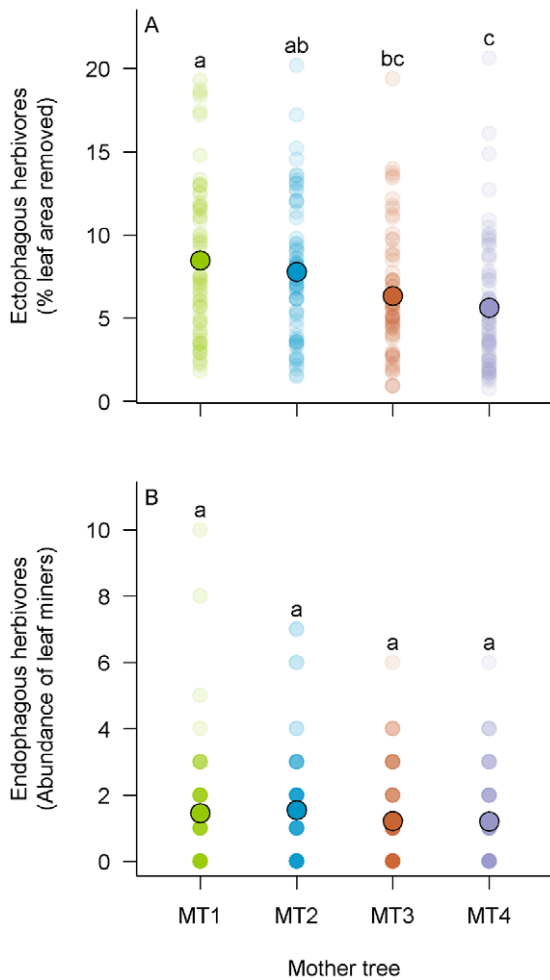 A
Ectophagous herbivores
(% leaf area removed)
20
15
10
5
0
a
ab
bc
c
B
Endophagous herbivores
(Abundance of leaf miners)
10
8
6
4
2
0
a
a
a
a
MT1 MT2 MT3 MT4
Mother tree